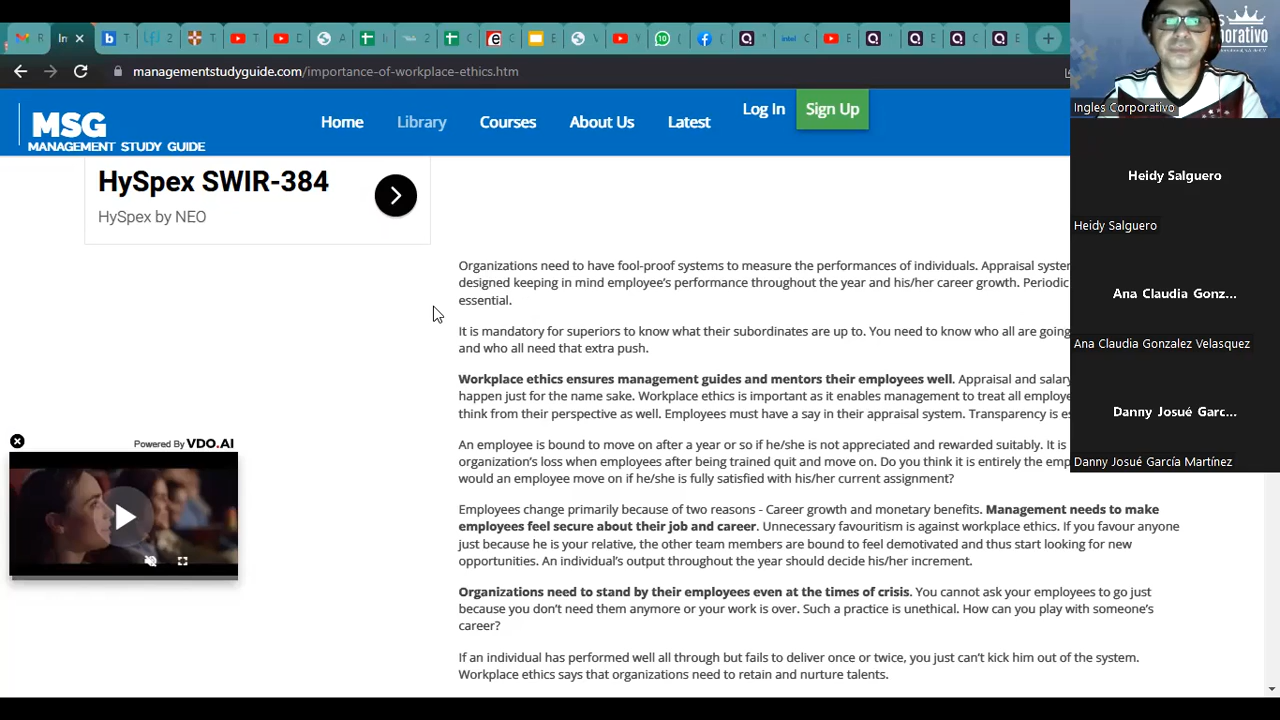 managementstudyguide.com/importance-of-workplace-ethics.htm
MSG
MANAGEMENT STUDY GUIDE
Home
Library
Courses
About Us
Latest
Log In
Sign Up
HySpex SWIR-384
HySpex by NEO
Organizations need to have fool-proof systems to measure the performances of individuals. Appraisal system
designed keeping in mind employee's performance throughout the year and his/her career growth. Periodic
essential.
It is mandatory for superiors to know what their subordinates are up to. You need to know who all are going
and who all need that extra push.
Workplace ethics ensures management guides and mentors their employees well. Appraisal and salary
happen just for the name sake. Workplace ethics is important as it enables management to treat all employe
think from their perspective as well. Employees must have a say in their appraisal system. Transparency is es
An employee is bound to move on after a year or so if he/she is not appreciated and rewarded suitably. It is
organization's loss when employees after being trained quit and move on. Do you think it is entirely the emp
would an employee move on if he/she is fully satisfied with his/her current assignment?
Employees change primarily because of two reasons - Career growth and monetary benefits. Management needs to make
employees feel secure about their job and career. Unnecessary favouritism is against workplace ethics. If you favour anyone
just because he is your relative, the other team members are bound to feel demotivated and thus start looking for new
opportunities. An individual's output throughout the year should decide his/her increment.
Organizations need to stand by their employees even at the times of crisis. You cannot ask your employees to go just
because you don't need them anymore or your work is over. Such a practice is unethical. How can you play with someone's
career?
If an individual has performed well all through but fails to deliver once or twice, you just can't kick him out of the system.
Workplace ethics says that organizations need to retain and nurture talents.
Powered By VDO.AI
Ingles Corporativo
Heidy Salguero
Heidy Salguero
Ana Claudia Gonz...
Ana Claudia Gonzalez Velasquez
Danny Josué Garc...
Danny Josué García Martínez